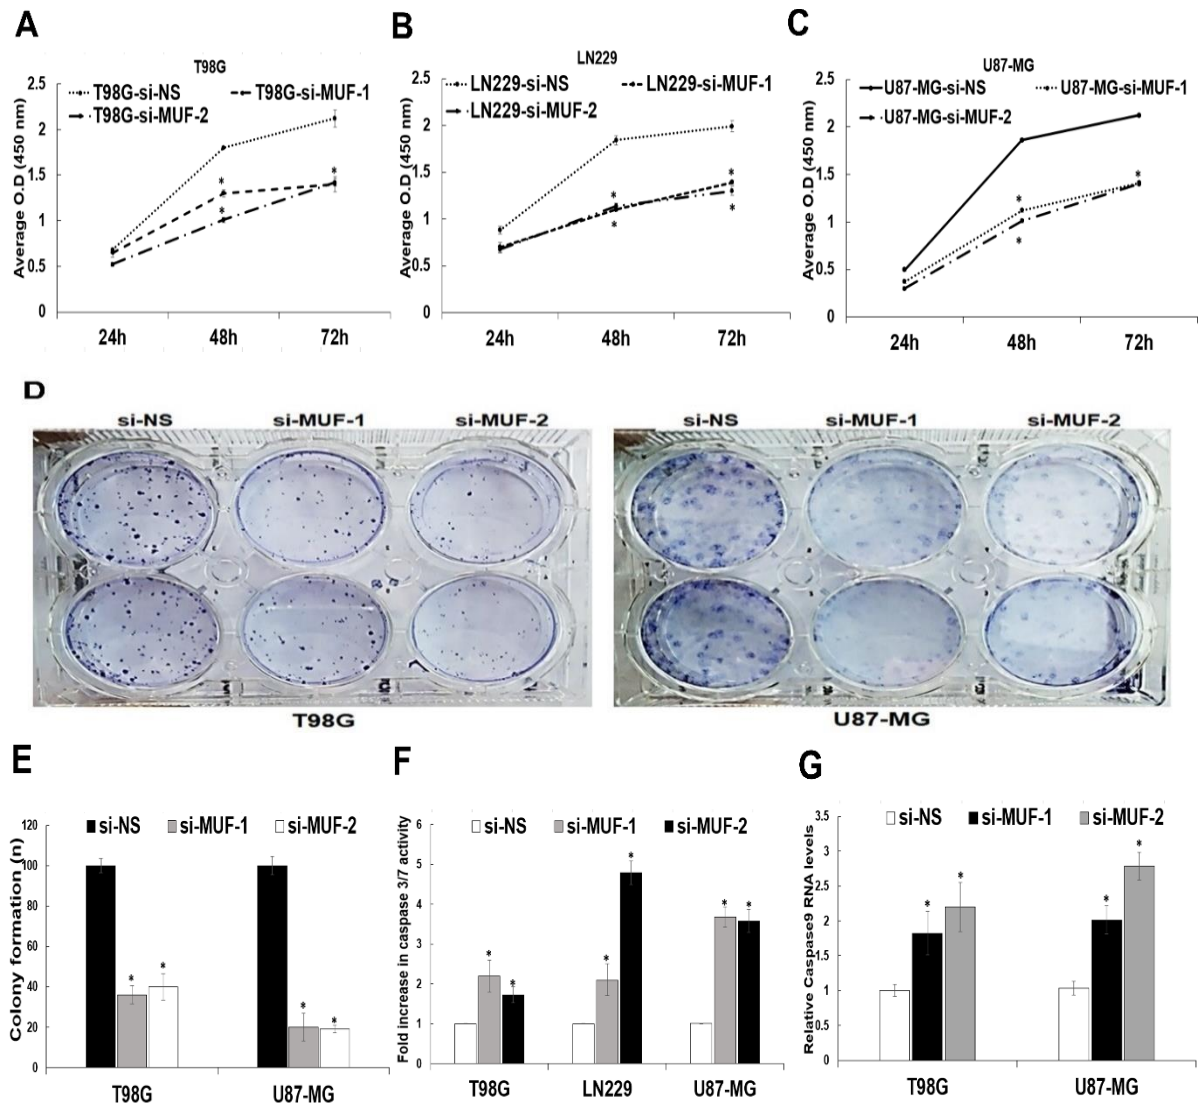 A
T98G
Average O.D (450 nm)
2.5
2
1.5
1
0.5
0
T98G-si-NS
T98G-si-MUF-1
T98G-si-MUF-2
*
*
*
24h 48h 72h
B
LN229
Average O.D (450 nm)
2.5
2
1.5
1
0.5
0
LN229-si-NS
LN229-si-MUF-1
LN229-si-MUF-2
*
*
*
*
24h 48h 72h
C
U87-MG
Average O.D (450 nm)
2.5
2
1.5
1
0.5
0
U87-MG-si-NS
U87-MG-si-MUF-1
U87-MG-si-MUF-2
*
*
*
24h 48h 72h
D
si-NS si-MUF-1 si-MUF-2
T98G
si-NS si-MUF-1 si-MUF-2
U87-MG
E
Colony formation (n)
120
100
80
60
40
20
0
si-NS si-MUF-1 si-MUF-2
* *
* *
T98G U87-MG
F
Fold increase in caspase 3/7 activity
6
5
4
3
2
1
0
si-NS si-MUF-1 si-MUF-2
* *
* *
* *
T98G LN229 U87-MG
G
Relative Caspase9 RNA levels
3.5
3
2.5
2
1.5
1
0.5
0
si-NS si-MUF-1 si-MUF-2
* *
* *
T98G U87-MG